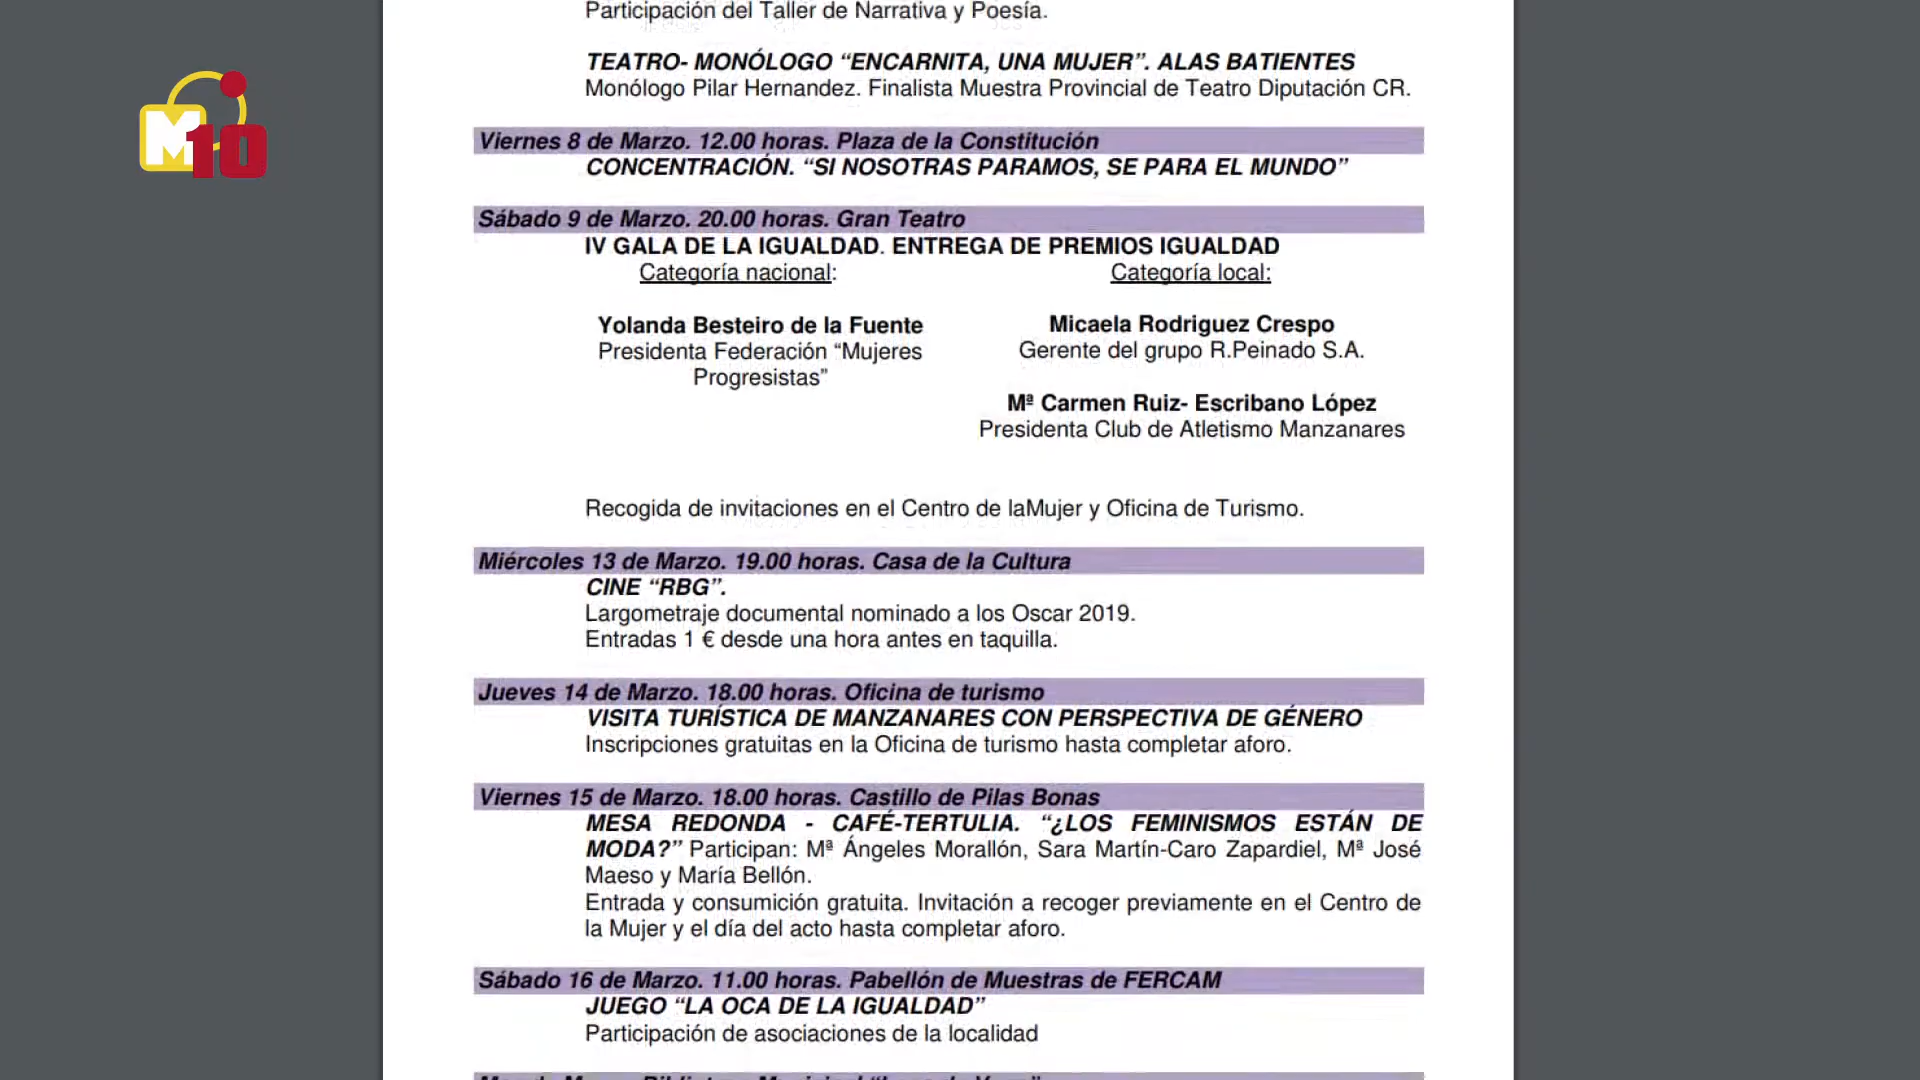 Participación del Taller de Narrativa y Poesía.
TEATRO- MONÓLOGO “ENCARNITA, UNA MUJER”. ALAS BATIENTES
Monólogo Pilar Hernandez. Finalista Muestra Provincial de Teatro Diputación CR.
M10
Viernes 8 de Marzo. 12.00 horas. Plaza de la Constitución
CONCENTRACIÓN. “SI NOSOTRAS PARAMOS, SE PARA EL MUNDO”
Sábado 9 de Marzo. 20.00 horas. Gran Teatro
IV GALA DE LA IGUALDAD. ENTREGA DE PREMIOS IGUALDAD
Categoría nacional:
Yolanda Besteiro de la Fuente
Presidenta Federación “Mujeres
Progresistas”
Categoría local:
Micaela Rodriguez Crespo
Gerente del grupo R.Peinado S.A.
Mª Carmen Ruiz- Escribano López
Presidenta Club de Atletismo Manzanares
Recogida de invitaciones en el Centro de laMujer y Oficina de Turismo.
Miércoles 13 de Marzo. 19.00 horas. Casa de la Cultura
CINE “RBG”.
Largometraje documental nominado a los Oscar 2019.
Entradas 1 € desde una hora antes en taquilla.
Jueves 14 de Marzo. 18.00 horas. Oficina de turismo
VISITA TURÍSTICA DE MANZANARES CON PERSPECTIVA DE GÉNERO
Inscripciones gratuitas en la Oficina de turismo hasta completar aforo.
Viernes 15 de Marzo. 18.00 horas. Castillo de Pilas Bonas
MESA REDONDA - CAFÉ-TERTULIA. “¿LOS FEMINISMOS ESTÁN DE
MODA?” Participan: Mª Ángeles Morallón, Sara Martín-Caro Zapardiel, Mª José
Maeso y María Bellón.
Entrada y consumición gratuita. Invitación a recoger previamente en el Centro de
la Mujer y el día del acto hasta completar aforo.
Sábado 16 de Marzo. 11.00 horas. Pabellón de Muestras de FERCAM
JUEGO “LA OCA DE LA IGUALDAD”
Participación de asociaciones de la localidad